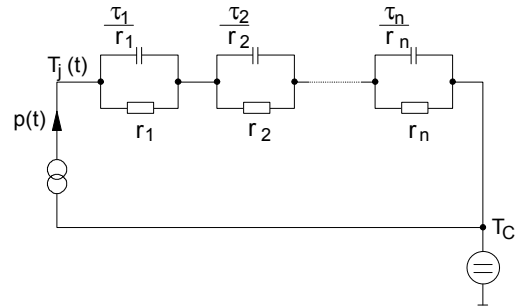 τ1/r1 τ2/r2 τn/rn
Tj(t)
r1 r2 rn
p(t)
TC